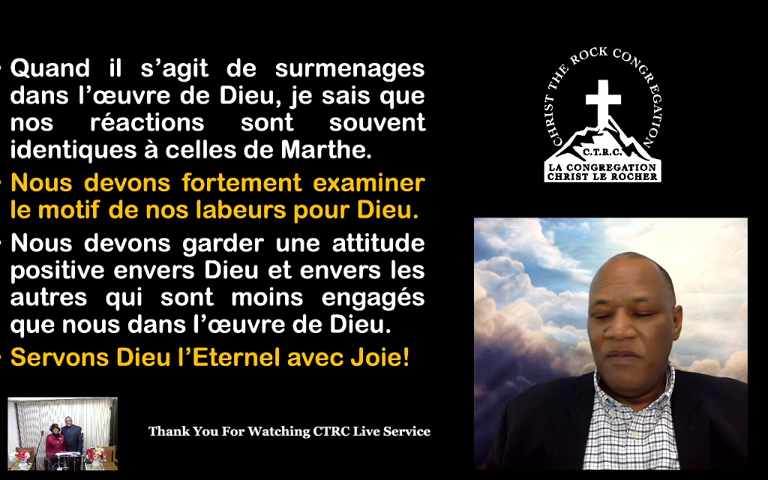 • Quand il s’agit de surmenages
dans l’œuvre de Dieu, je sais que
nos réactions sont souvent
identiques à celles de Marthe.
• Nous devons fortement examiner
le motif de nos labeurs pour Dieu.
• Nous devons garder une attitude
positive envers Dieu et envers les
autres qui sont moins engagés
que nous dans l’œuvre de Dieu.
• Servons Dieu l’Eternel avec Joie!
CHRIST THE ROCK CONGREGATION
C.T.R.C.
LA CONGREGATION
CHRIST LE ROCHER
Thank You For Watching CTRC Live Service